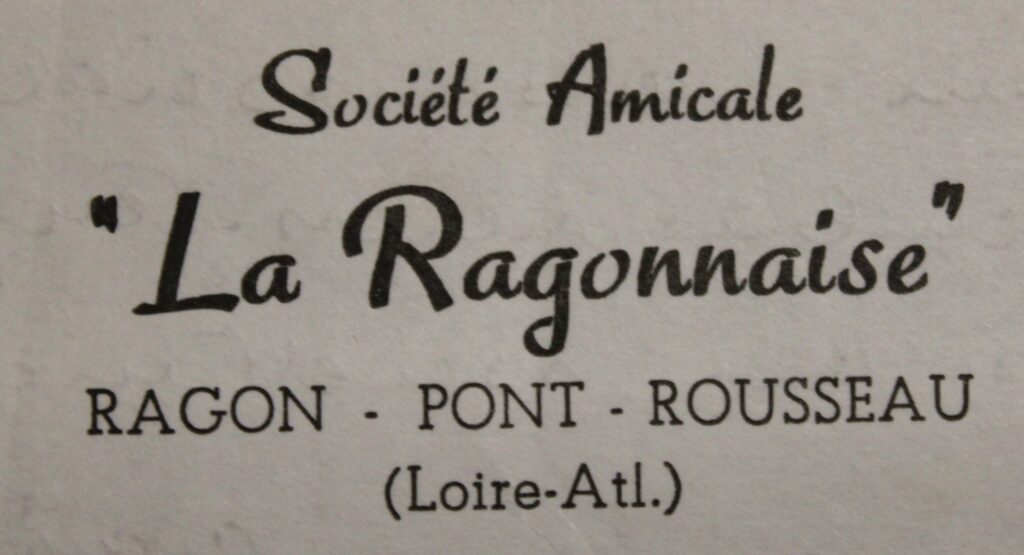 Société Amicale
"La Ragonnaise"
RAGON - PONT - ROUSSEAU
(Loire-Atl.)